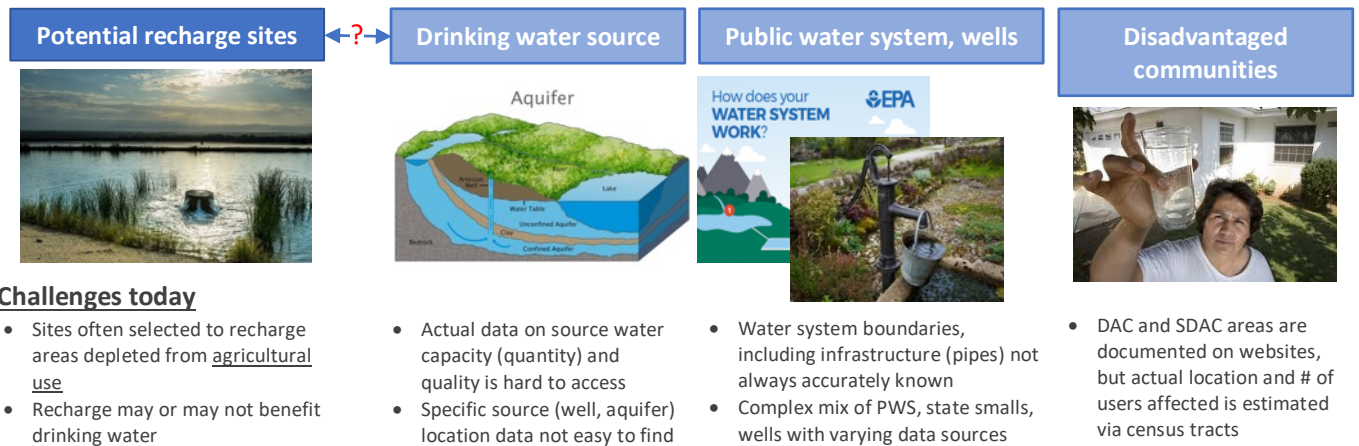 Potential recharge sites
?
Drinking water source
Public water system, wells
Disadvantaged
communities
Aquifer
Artesian
Well
Lake
Water Table
Unconfined Aquifer
Clay
Bedrock
Confined Aquifer
How does your
WATER SYSTEM
WORK?
EPA
1
Challenges today
• Sites often selected to recharge
areas depleted from agricultural
use
• Recharge may or may not benefit
drinking water
• Actual data on source water
capacity (quantity) and
quality is hard to access
• Specific source (well, aquifer)
location data not easy to find
• Water system boundaries,
including infrastructure (pipes) not
always accurately known
• Complex mix of PWS, state smalls,
wells with varying data sources
• DAC and SDAC areas are
documented on websites,
but actual location and # of
users affected is estimated
via census tracts